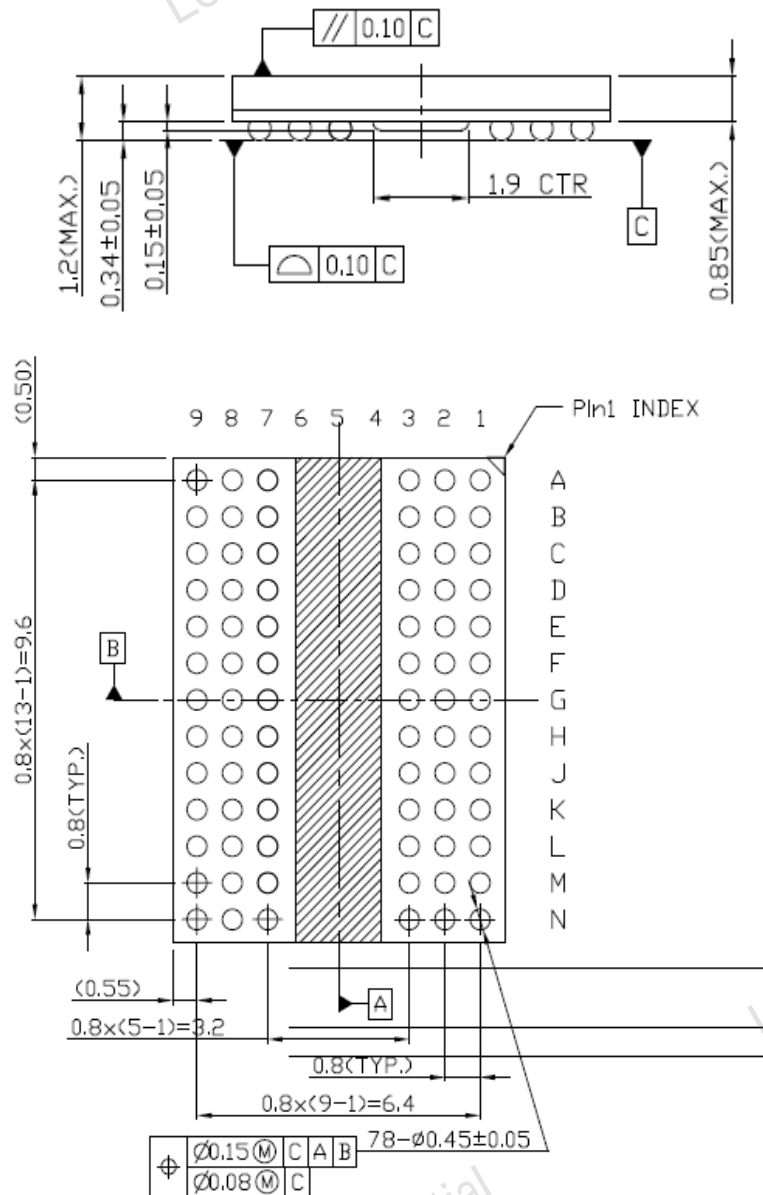 // 0.10 C
1.2(MAX.)
0.34±0.05
0.15±0.05
1.9 CTR
C
0.85(MAX.)
⌓ 0.10 C
(0.50)
9 8 7 6 5 4 3 2 1
PIn1 INDEX
A
B
C
D
E
F
G
H
J
K
L
M
N
B
0.8x(13-1)=9.6
0.8(TYP.)
(0.55)
A
0.8x(5-1)=3.2
0.8(TYP.)
0.8x(9-1)=6.4
78-Ø0.45±0.05
⌖ Ø0.15 Ⓜ C A B
Ø0.08 Ⓜ C